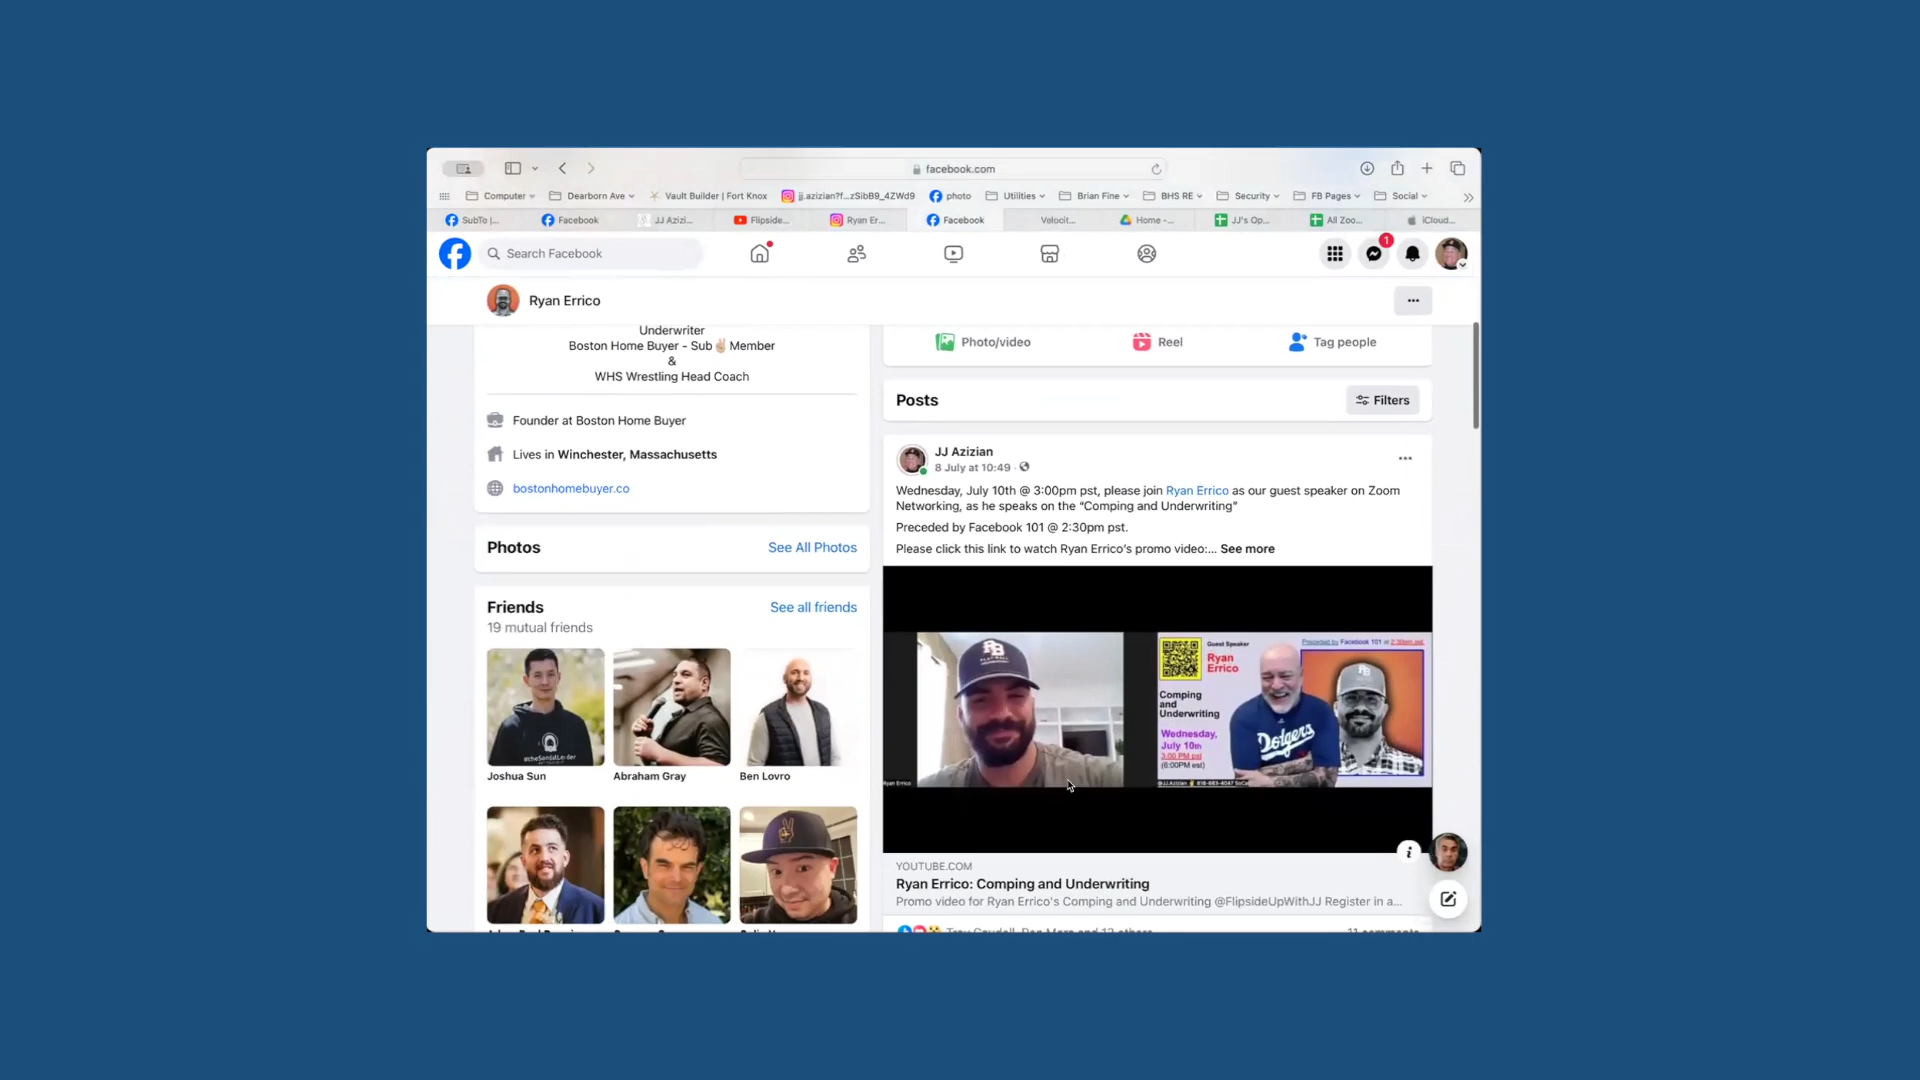 facebook.com
Computer
Dearborn Ave
Vault Builder | Fort Knox
jj.azizian?f...zSibB9_4ZWd9
photo
Utilities
Brian Fine
BHS RE
Security
FB Pages
Social
SubTo |...
Facebook
JJ Azizi...
Flipside...
Ryan Er...
Facebook
Velocit...
Home -...
JJ's Op...
All Zoo...
iCloud...
Search Facebook
1
Ryan Errico
Underwriter
Boston Home Buyer - Sub✌🏼 Member
&
WHS Wrestling Head Coach
Founder at Boston Home Buyer
Lives in Winchester, Massachusetts
bostonhomebuyer.co
Photos
See All Photos
Friends
See all friends
19 mutual friends
Joshua Sun
Abraham Gray
Ben Lovro
Photo/video
Reel
Tag people
Posts
Filters
JJ Azizian
8 July at 10:49 ·
Wednesday, July 10th @ 3:00pm pst, please join Ryan Errico as our guest speaker on Zoom
Networking, as he speaks on the “Comping and Underwriting”
Preceded by Facebook 101 @ 2:30pm pst.
Please click this link to watch Ryan Errico’s promo video:... See more
Guest Speaker
Preceded by Facebook 101 at 2:30pm pst.
Ryan
Errico
Comping
and
Underwriting
Wednesday,
July 10th
3:00 PM pst
(6:00PM est)
Dodgers
Ryan Errico
YOUTUBE.COM
Ryan Errico: Comping and Underwriting
Promo video for Ryan Errico's Comping and Underwriting @FlipsideUpWithJJ Register in a...